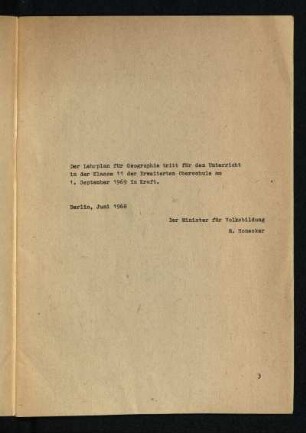 Der Lehrplan für Geographie tritt für den Unterricht
in der Klasse 11 der Erweiterten Oberschule am
1. September 1969 in Kraft.
Berlin, Juni 1968
Der Minister für Volksbildung
M. Honecker
3